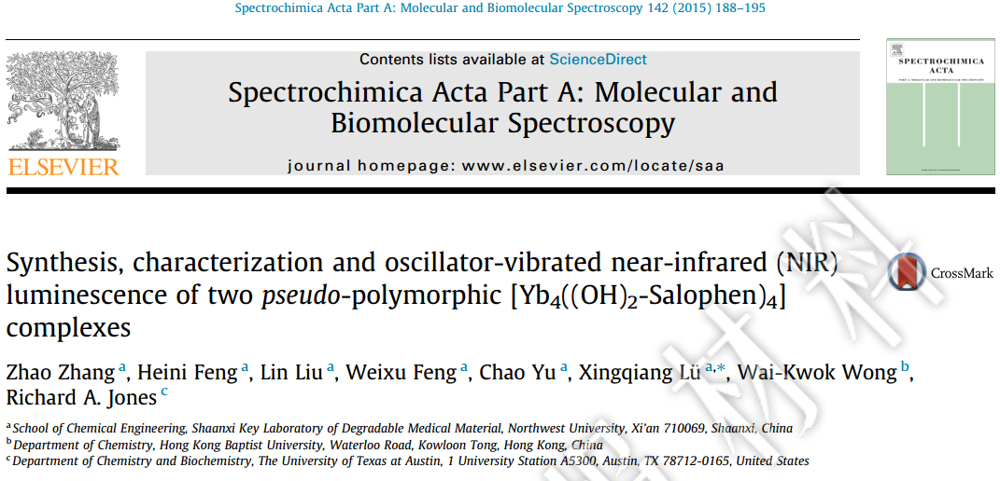 Spectrochimica Acta Part A: Molecular and Biomolecular Spectroscopy 142 (2015) 188–195
Contents lists available at ScienceDirect
Spectrochimica Acta Part A: Molecular and
Biomolecular Spectroscopy
journal homepage: www.elsevier.com/locate/saa
ELSEVIER
SPECTROCHIMICA
ACTA
Synthesis, characterization and oscillator-vibrated near-infrared (NIR)
luminescence of two pseudo-polymorphic [Yb₄((OH)₂-Salophen)₄]
complexes
CrossMark
Zhao Zhang ᵃ, Heini Feng ᵃ, Lin Liu ᵃ, Weixu Feng ᵃ, Chao Yu ᵃ, Xingqiang Lü ᵃ,*, Wai-Kwok Wong ᵇ,
Richard A. Jones ᶜ
ᵃ School of Chemical Engineering, Shaanxi Key Laboratory of Degradable Medical Material, Northwest University, Xi'an 710069, Shaanxi, China
ᵇ Department of Chemistry, Hong Kong Baptist University, Waterloo Road, Kowloon Tong, Hong Kong, China
ᶜ Department of Chemistry and Biochemistry, The University of Texas at Austin, 1 University Station A5300, Austin, TX 78712-0165, United States
材料